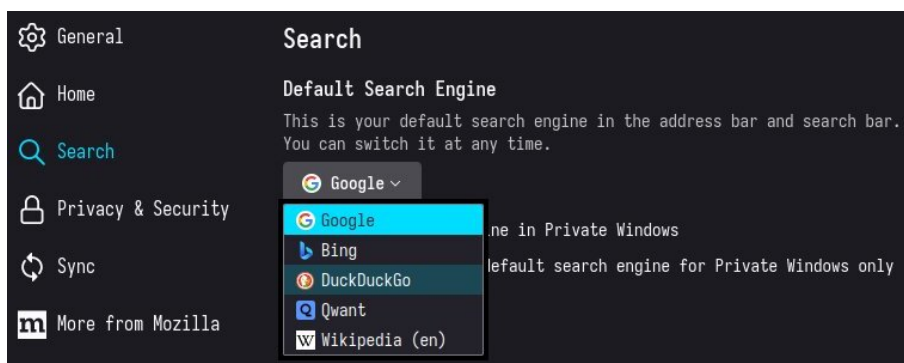 General
Home
Search
Privacy & Security
Sync
m More from Mozilla
Search
Default Search Engine
This is your default search engine in the address bar and search bar.
You can switch it at any time.
Google
Google
Bing
DuckDuckGo
Qwant
W Wikipedia (en)
ne in Private Windows
default search engine for Private Windows only